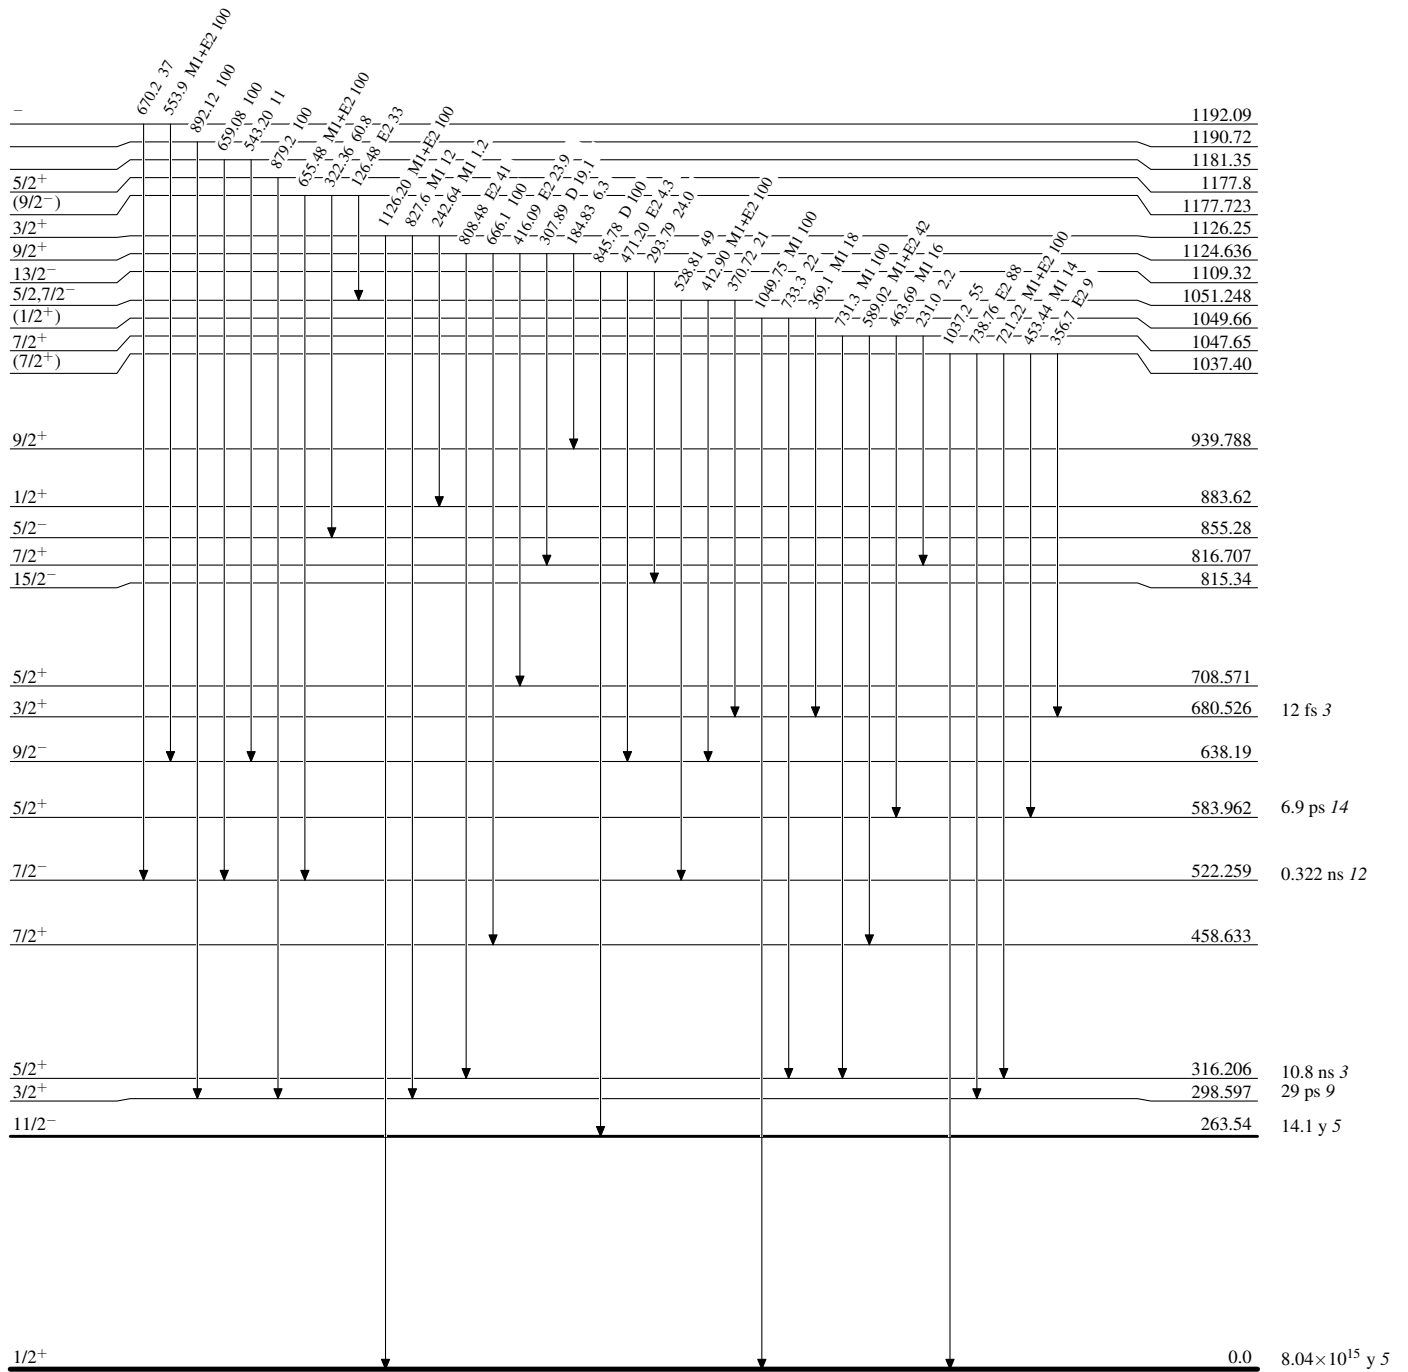 670.2 37
553.9 M1+E2 100
892.12 100
659.08 100
543.20 11
879.2 100
655.48 M1+E2 100
322.36 60.8
126.48 E2 33
1126.20 M1+E2 100
827.6 M1 12
242.64 M1 1.2
808.48 E2 41
666.1 100
416.09 E2 23.9
307.89 D 19.1
184.83 6.3
845.78 D 100
471.20 E2 4.3
293.79 24.0
528.81 49
412.90 M1+E2 100
370.72 21
1049.75 M1 100
733.3 22
369.1 M1 18
731.3 M1 100
589.02 M1+E2 42
463.69 M1 16
231.0 2.2
1037.2 55
738.76 E2 88
721.22 M1+E2 100
453.44 M1 14
356.7 E2 9
− 1192.09
1190.72
1181.35
5/2⁺ 1177.8
(9/2⁻) 1177.723
3/2⁺ 1126.25
9/2⁺ 1124.636
13/2⁻ 1109.32
5/2,7/2⁻ 1051.248
(1/2⁺) 1049.66
7/2⁺ 1047.65
(7/2⁺) 1037.40
9/2⁺ 939.788
1/2⁺ 883.62
5/2⁻ 855.28
7/2⁺ 816.707
15/2⁻ 815.34
5/2⁺ 708.571
3/2⁺ 680.526 12 fs 3
9/2⁻ 638.19
5/2⁺ 583.962 6.9 ps 14
7/2⁻ 522.259 0.322 ns 12
7/2⁺ 458.633
5/2⁺ 316.206 10.8 ns 3
3/2⁺ 298.597 29 ps 9
11/2⁻ 263.54 14.1 y 5
1/2⁺ 0.0 8.04×10¹⁵ y 5